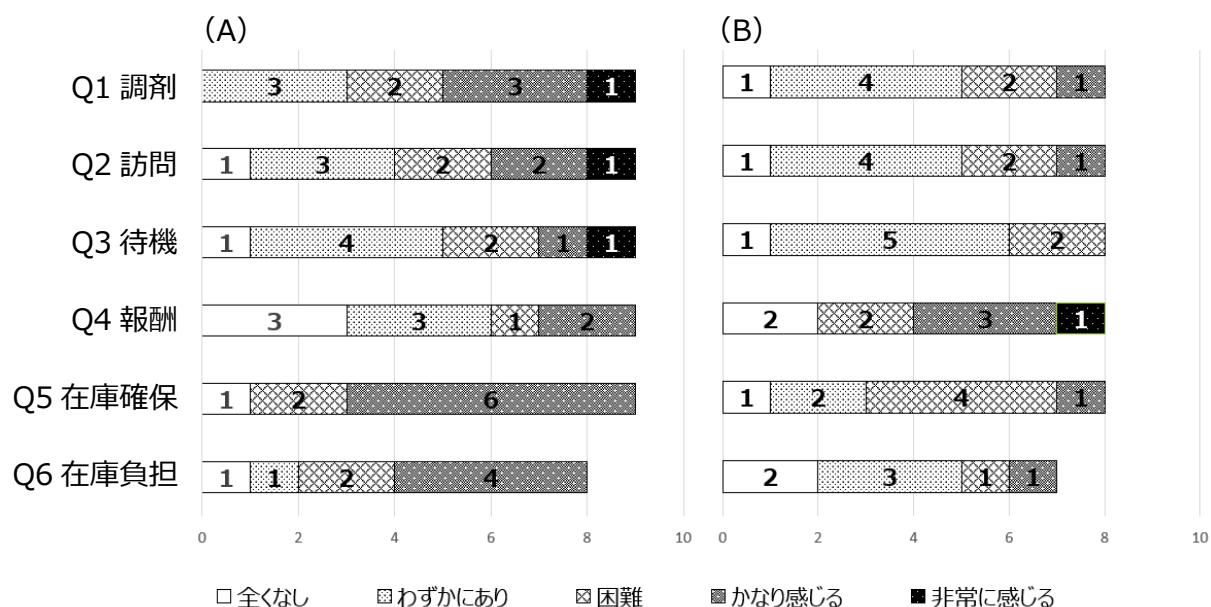 (A) (B)
Q1 調剤 3 2 3 1 1 4 2 1
Q2 訪問 1 3 2 2 1 1 4 2 1
Q3 待機 1 4 2 1 1 1 5 2
Q4 報酬 3 3 1 2 2 2 3 1
Q5 在庫確保 1 2 6 1 2 4 1
Q6 在庫負担 1 1 2 4 2 3 1 1
0 2 4 6 8 10 0 2 4 6 8 10
全くなし わずかにあり 困難 かなり感じる 非常に感じる